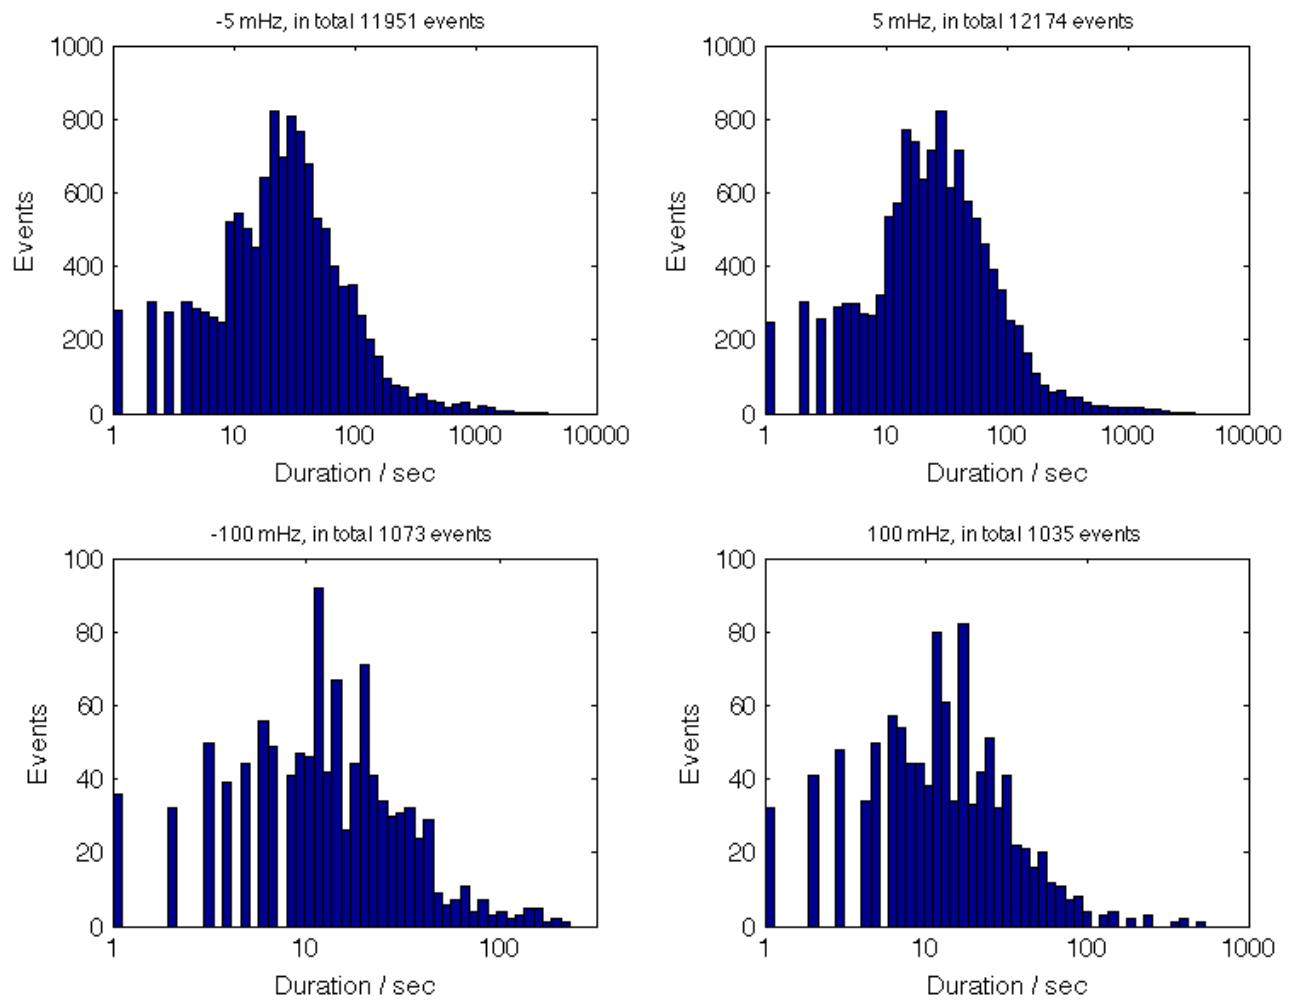 -5 mHz, in total 11951 events
1000
800
600
400
200
0
Events
1 10 100 1000 10000
Duration / sec
5 mHz, in total 12174 events
1000
800
600
400
200
0
Events
1 10 100 1000 10000
Duration / sec
-100 mHz, in total 1073 events
100
80
60
40
20
0
Events
1 10 100
Duration / sec
100 mHz, in total 1035 events
100
80
60
40
20
0
Events
1 10 100 1000
Duration / sec